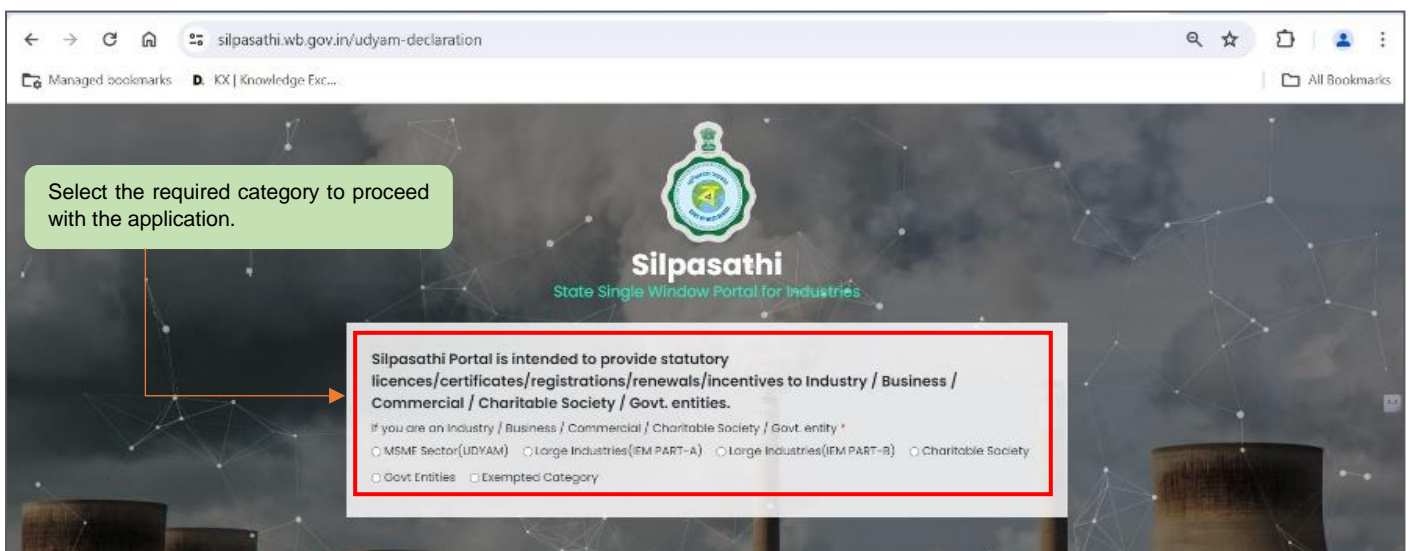 silpasathi.wb.gov.in/udyam-declaration
Managed bookmarks D. KX | Knowledge Exc...
All Bookmarks
Select the required category to proceed
with the application.
Silpasathi
State Single Window Portal for Industries
Silpasathi Portal is intended to provide statutory
licences/certificates/registrations/renewals/incentives to Industry / Business /
Commercial / Charitable Society / Govt. entities.
If you are an Industry / Business / Commercial / Charitable Society / Govt. entity *
MSME Sector(UDYAM) Large Industries(IEM PART-A) Large Industries(IEM PART-B) Charitable Society
Govt Entities Exempted Category